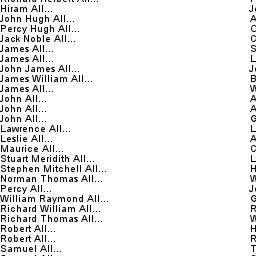 Richard Herbert All...
Hiram All... J
John Hugh All... A
Percy Hugh All... C
Jack Noble All... C
James All... S
James All... L
John James All... J
James William All... B
James All... W
John All... A
John All... A
John All... G
Lawrence All... L
Leslie All... A
Maurice All... C
Stuart Meridith All... L
Stephen Mitchell All... H
Norman Thomas All... W
Percy All... J
William Raymond All... G
Richard William All... R
Richard Thomas All... W
Robert All... H
Robert All... R
Samuel All... T